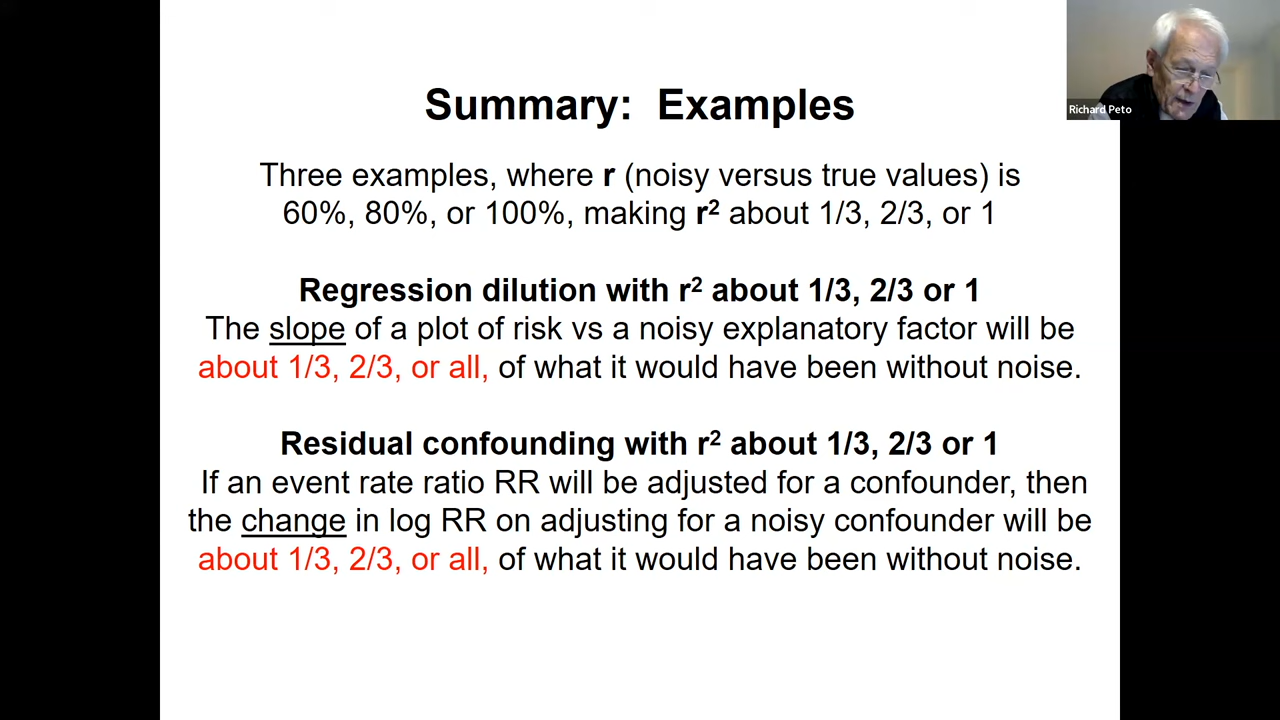 Richard Peto
Summary: Examples
Three examples, where r (noisy versus true values) is
60%, 80%, or 100%, making r² about 1/3, 2/3, or 1
Regression dilution with r² about 1/3, 2/3 or 1
The slope of a plot of risk vs a noisy explanatory factor will be
about 1/3, 2/3, or all, of what it would have been without noise.
Residual confounding with r² about 1/3, 2/3 or 1
If an event rate ratio RR will be adjusted for a confounder, then
the change in log RR on adjusting for a noisy confounder will be
about 1/3, 2/3, or all, of what it would have been without noise.